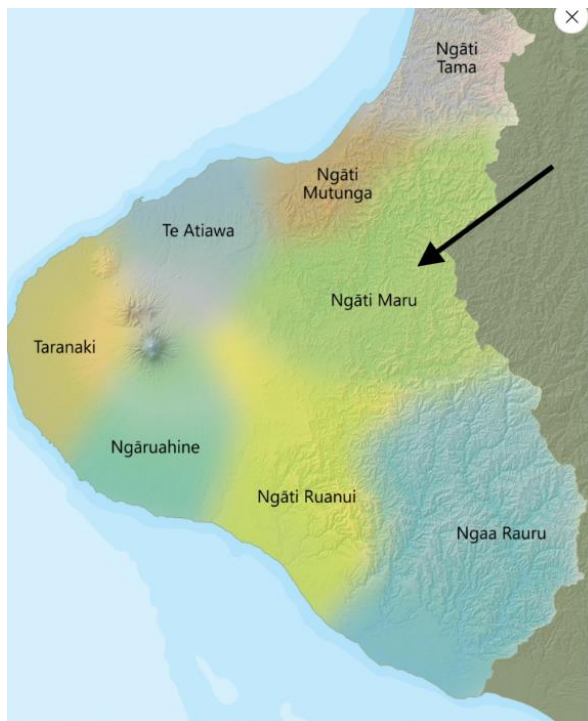 Ngāti
Tama
Ngāti
Mutunga
Te Atiawa
Ngāti Maru
Taranaki
Ngāruahine
Ngāti Ruanui
Ngaa Rauru